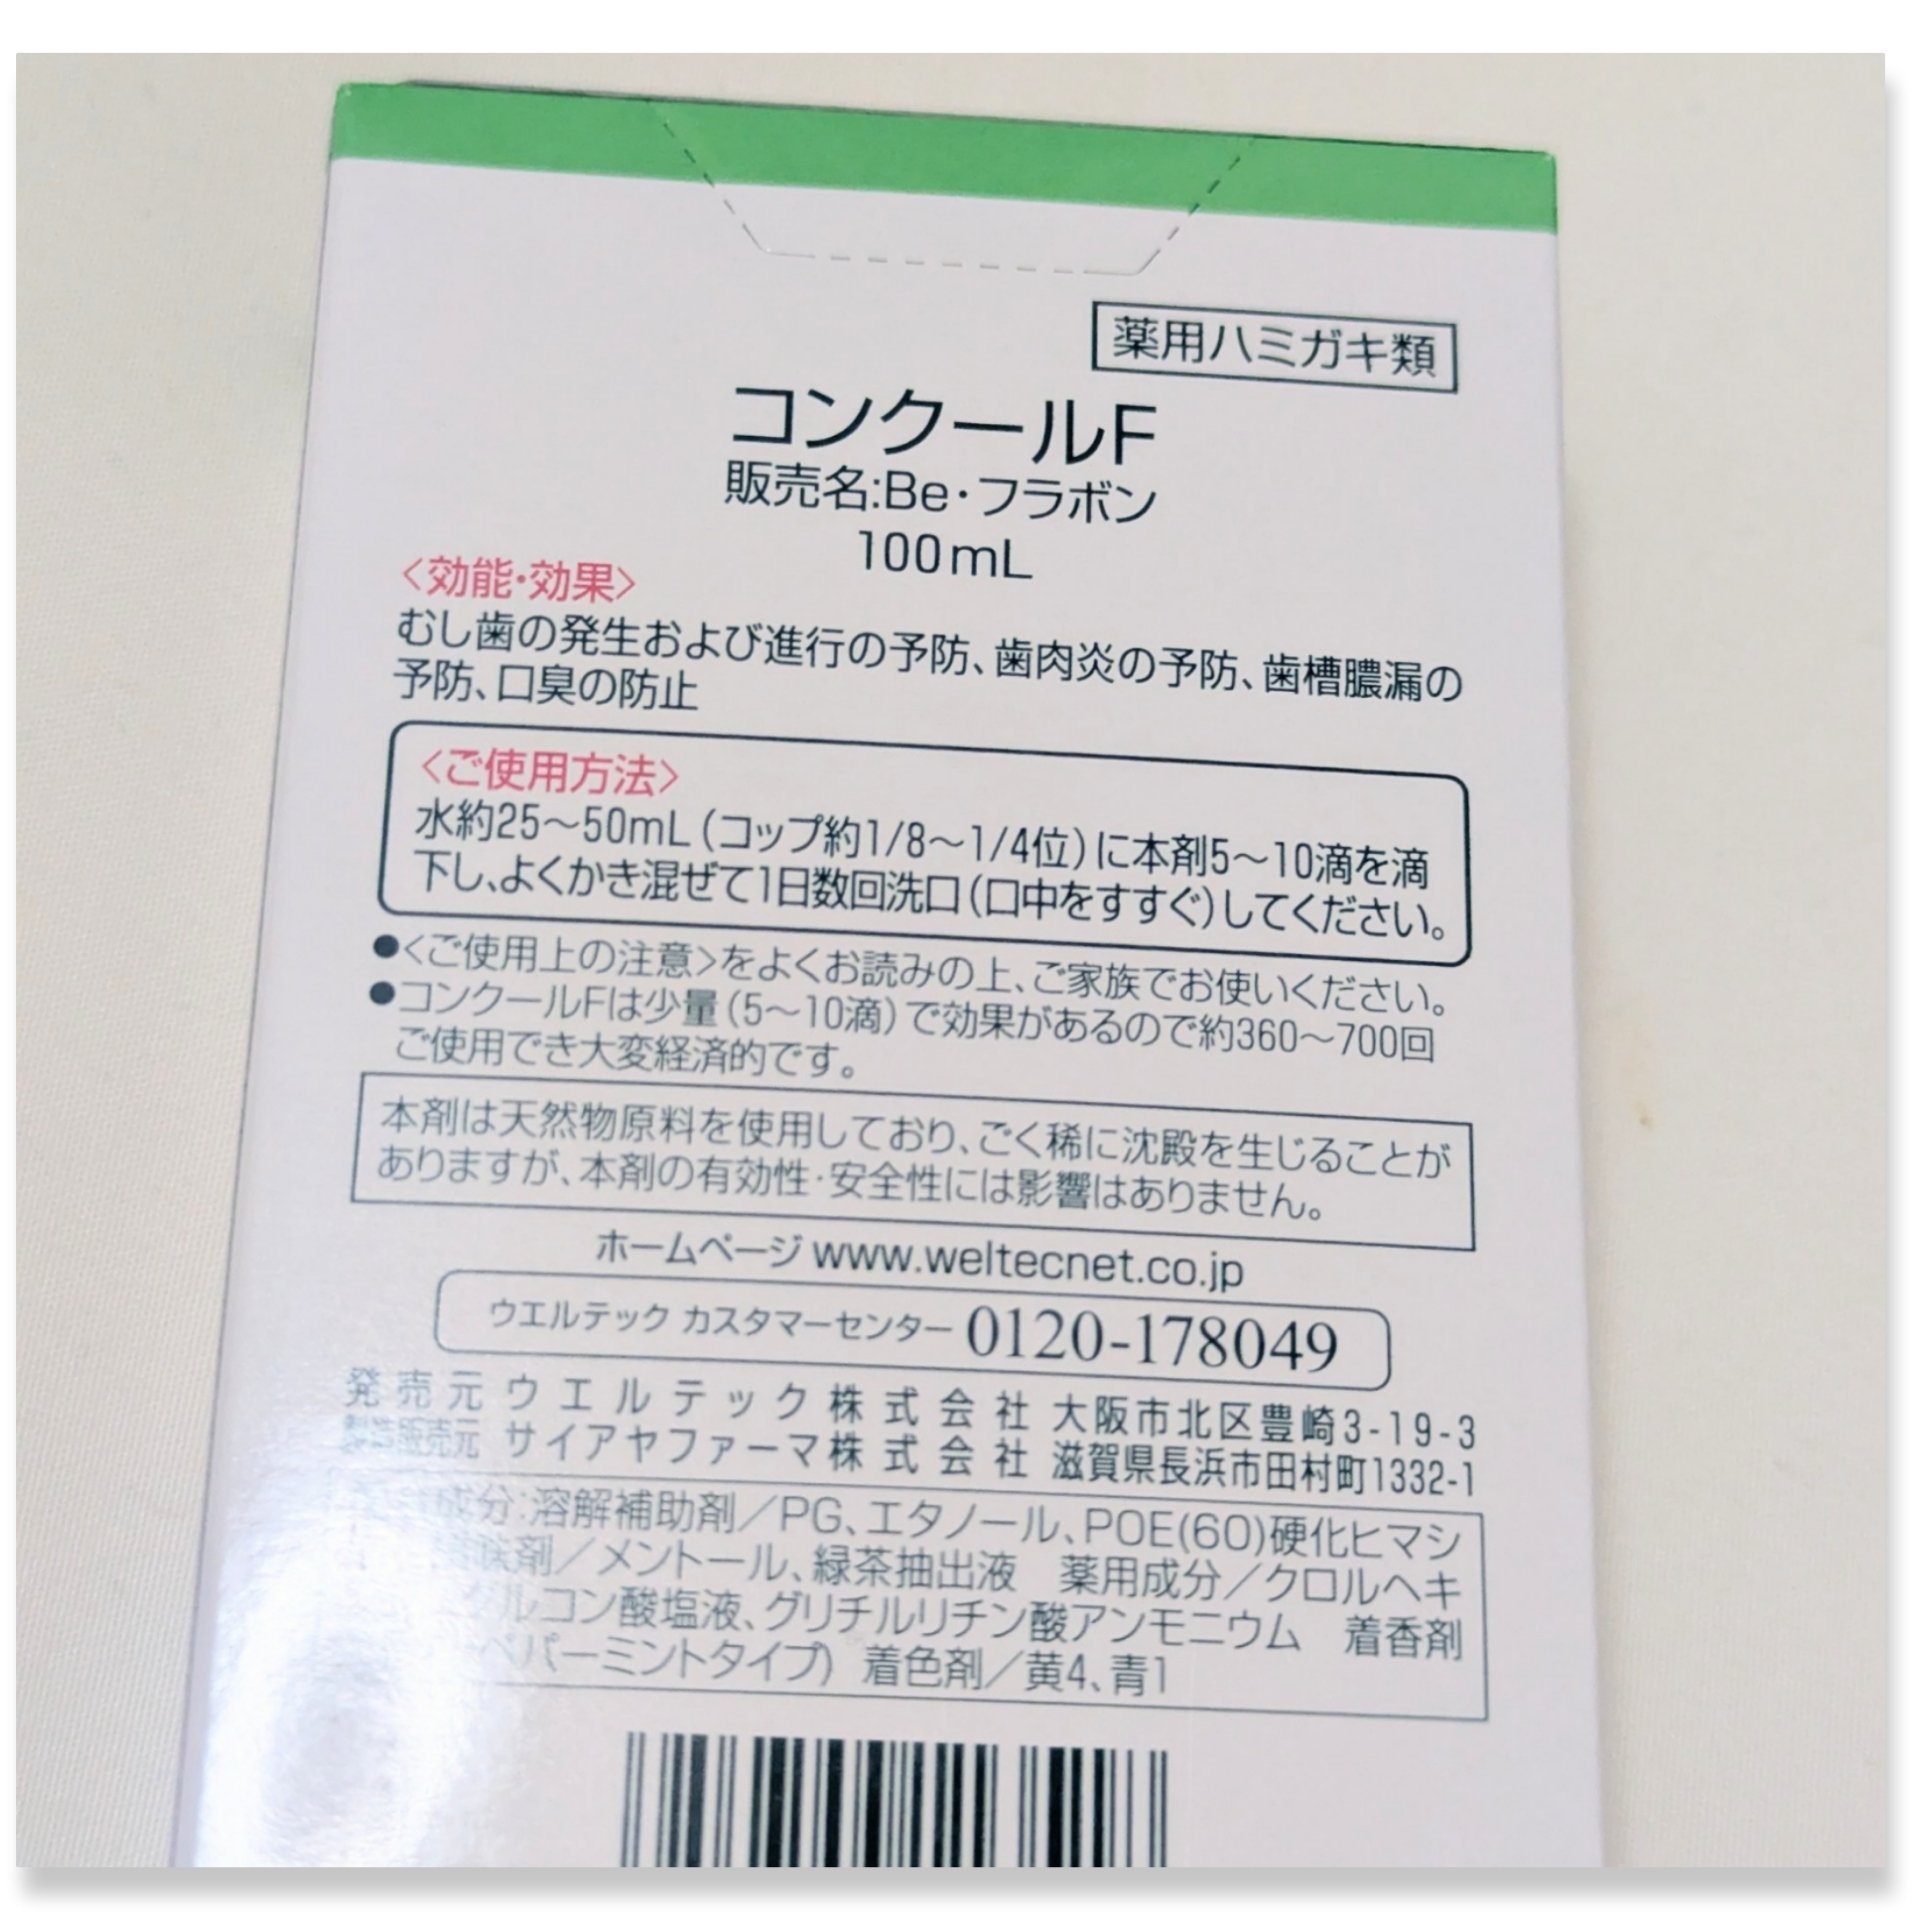 薬用ハミガキ類
コンクールF
販売名:Be・フラボン
100mL
〈効能・効果〉
むし歯の発生および進行の予防、歯肉炎の予防、歯槽膿漏の
予防、口臭の防止
〈ご使用方法〉
水約25～50mL(コップ約1/8～1/4位)に本剤5～10滴を滴
下し、よくかき混ぜて1日数回洗口(口中をすすぐ)してください。
●〈ご使用上の注意〉をよくお読みの上、ご家族でお使いください。
●コンクールFは少量(5～10滴)で効果があるので約360～700回
ご使用でき大変経済的です。
本剤は天然物原料を使用しており、ごく稀に沈殿を生じることが
ありますが、本剤の有効性・安全性には影響はありません。
ホームページ www.weltecnet.co.jp
ウエルテック カスタマーセンター 0120-178049
発売元 ウエルテック株式会社 大阪市北区豊崎3-19-3
製造販売元 サイアヤファーマ株式会社 滋賀県長浜市田村町1332-1
成分:溶解補助剤／PG、エタノール、POE(60)硬化ヒマシ
味剤／メントール、緑茶抽出液 薬用成分／クロルヘキ
グルコン酸塩液、グリチルリチン酸アンモニウム 着香剤
ペパーミントタイプ) 着色剤／黄4、青1